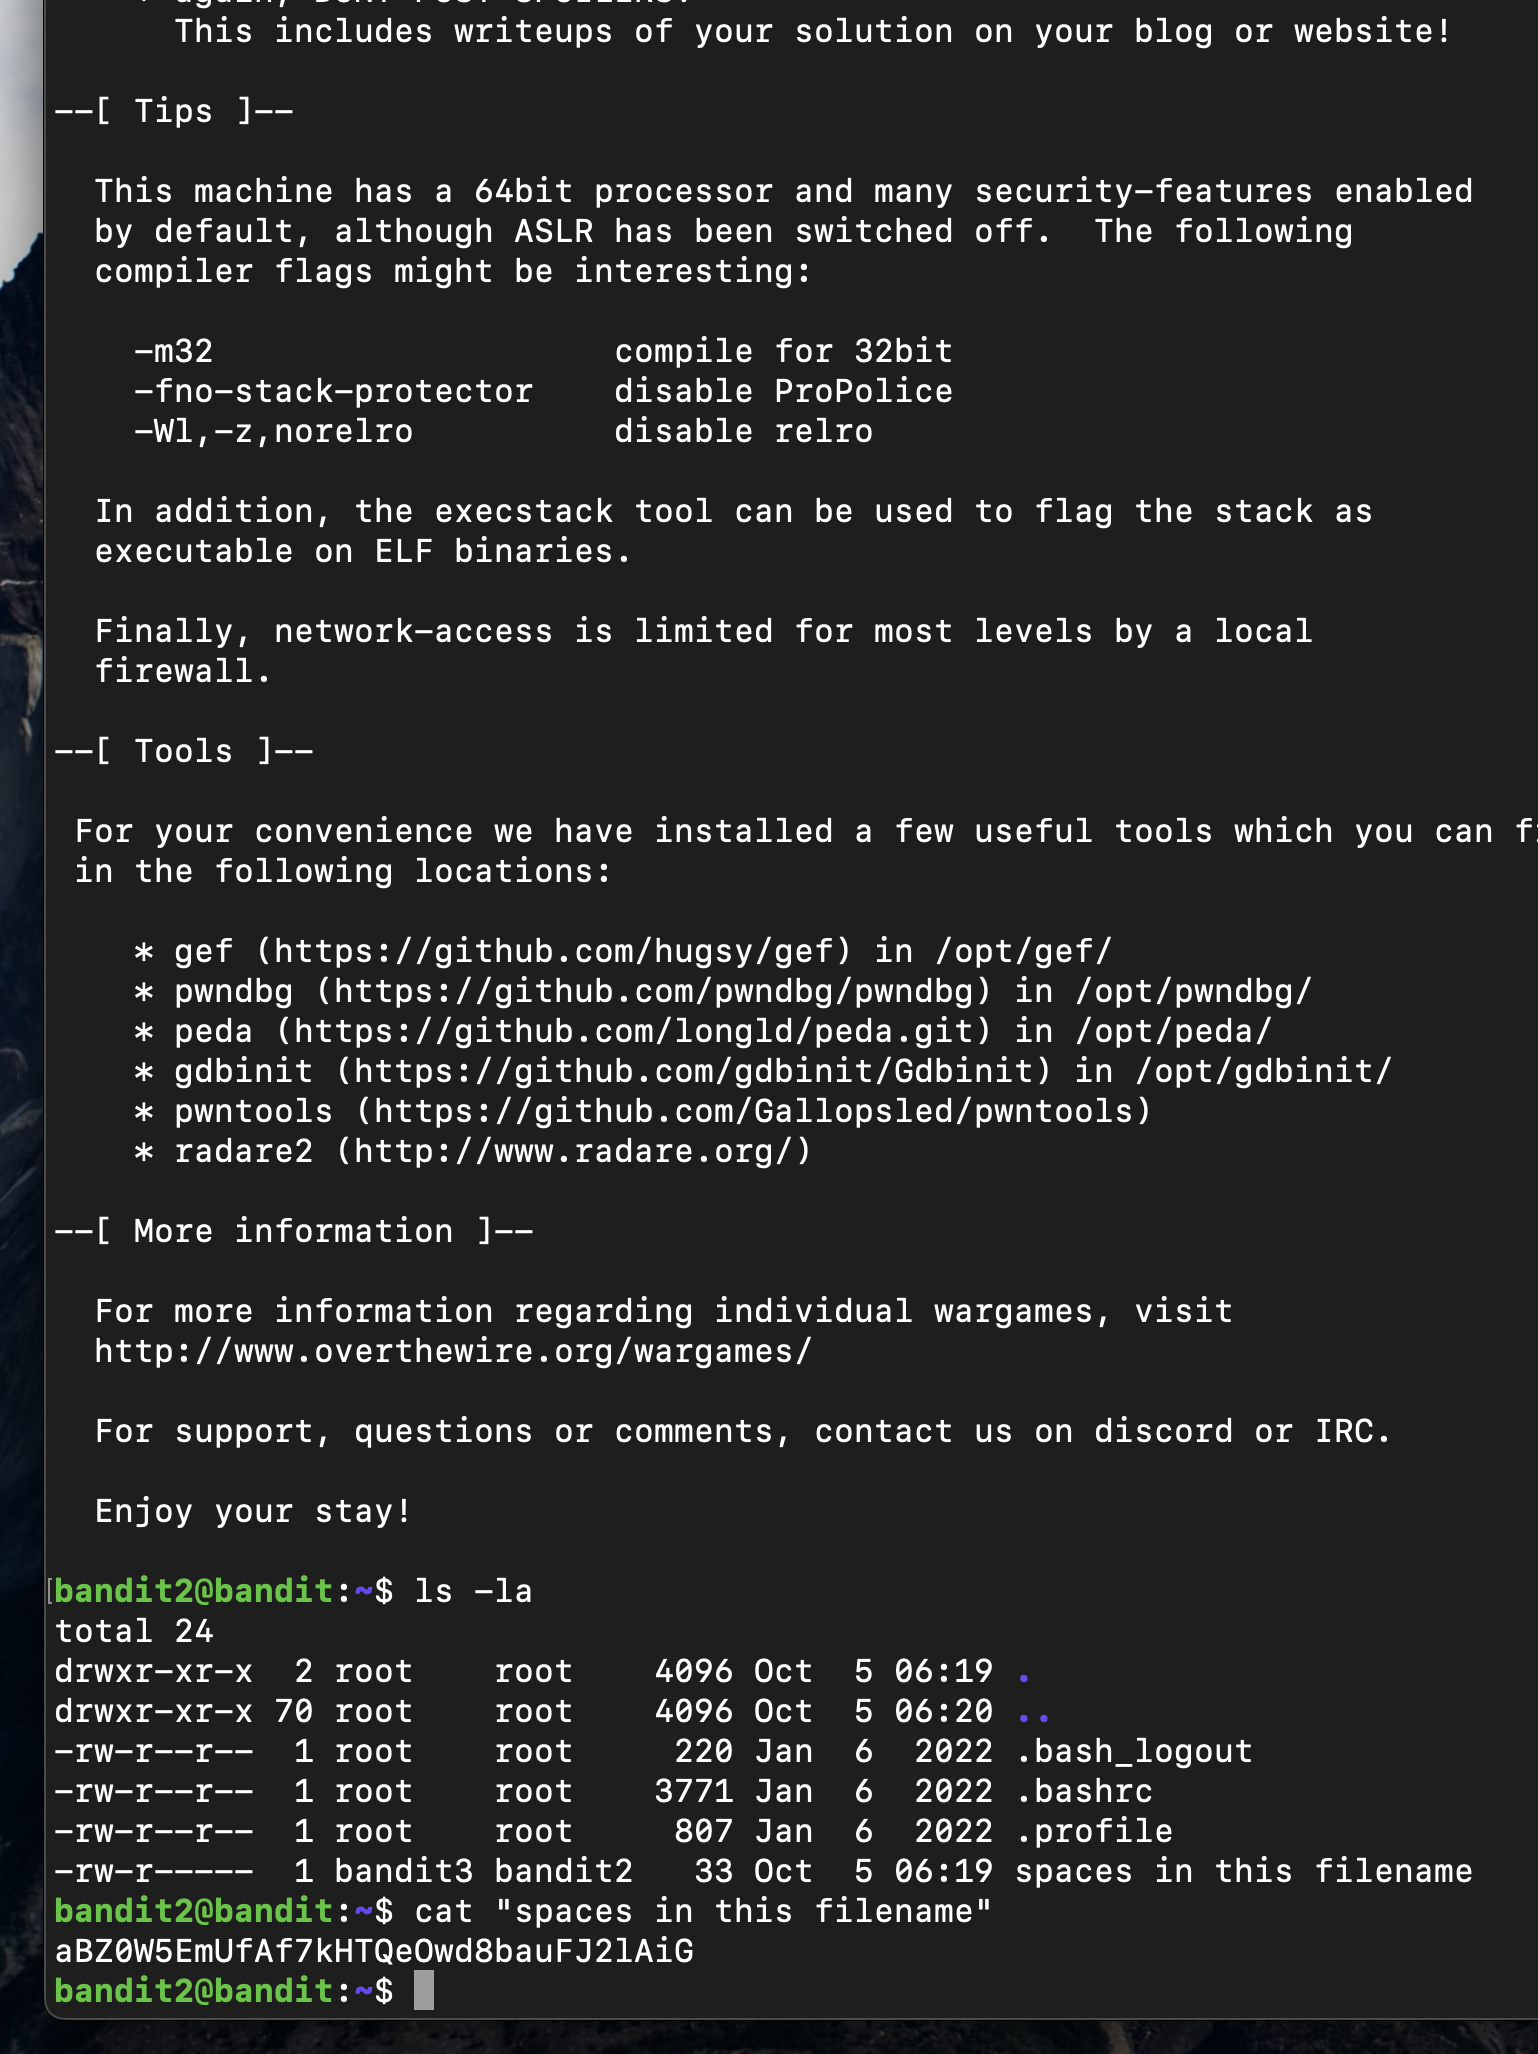 again, DONT POST SPOILERS!
This includes writeups of your solution on your blog or website!
--[ Tips ]--
This machine has a 64bit processor and many security-features enabled
by default, although ASLR has been switched off.  The following
compiler flags might be interesting:
-m32                    compile for 32bit
-fno-stack-protector    disable ProPolice
-Wl,-z,norelro          disable relro
In addition, the execstack tool can be used to flag the stack as
executable on ELF binaries.
Finally, network-access is limited for most levels by a local
firewall.
--[ Tools ]--
For your convenience we have installed a few useful tools which you can
in the following locations:
* gef (https://github.com/hugsy/gef) in /opt/gef/
* pwndbg (https://github.com/pwndbg/pwndbg) in /opt/pwndbg/
* peda (https://github.com/longld/peda.git) in /opt/peda/
* gdbinit (https://github.com/gdbinit/Gdbinit) in /opt/gdbinit/
* pwntools (https://github.com/Gallopsled/pwntools)
* radare2 (http://www.radare.org/)
--[ More information ]--
For more information regarding individual wargames, visit
http://www.overthewire.org/wargames/
For support, questions or comments, contact us on discord or IRC.
Enjoy your stay!
bandit2@bandit:~$ ls -la
total 24
drwxr-xr-x  2 root    root    4096 Oct  5 06:19 .
drwxr-xr-x 70 root    root    4096 Oct  5 06:20 ..
-rw-r--r--  1 root    root     220 Jan  6  2022 .bash_logout
-rw-r--r--  1 root    root    3771 Jan  6  2022 .bashrc
-rw-r--r--  1 root    root     807 Jan  6  2022 .profile
-rw-r-----  1 bandit3 bandit2   33 Oct  5 06:19 spaces in this filename
bandit2@bandit:~$ cat "spaces in this filename"
aBZ0W5EmUfAf7kHTQeOwd8bauFJ2lAiG
bandit2@bandit:~$